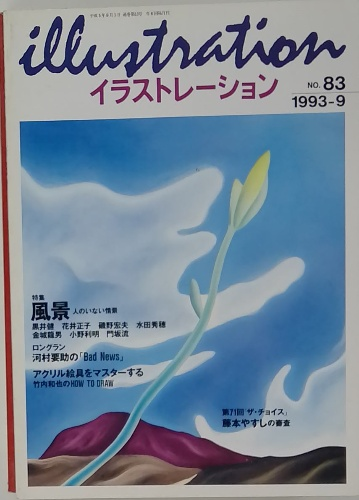 illustration
イラストレーション
NO. 83
1993-9
特集
風景 人のいない情景
黒井健 花井正子 磯野宏夫 水田秀穂
金城龍男 小野利明 門坂流
ロングラン
河村要助の「Bad News」
アクリル絵具をマスターする
竹内和也のHOW TO DRAW
第71回 ザ・チョイス」
藤本やすしの審査